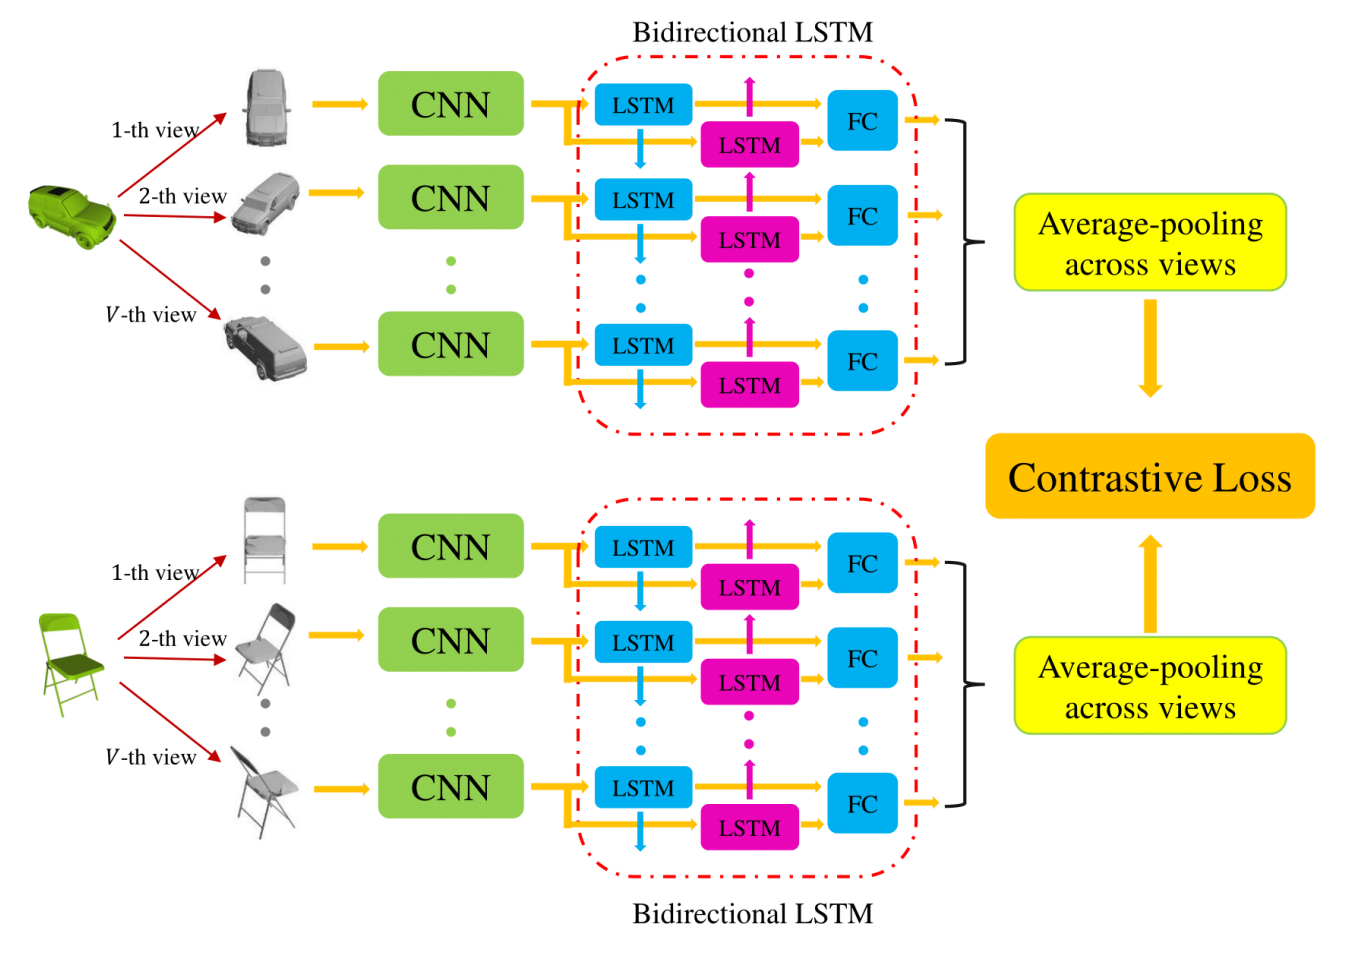 Bidirectional LSTM
1-th view
CNN
LSTM
FC
LSTM
2-th view
CNN
LSTM
FC
LSTM
Average-pooling
across views
V-th view
CNN
LSTM
FC
LSTM
Contrastive Loss
1-th view
CNN
LSTM
FC
LSTM
2-th view
CNN
LSTM
FC
LSTM
Average-pooling
across views
V-th view
CNN
LSTM
FC
LSTM
Bidirectional LSTM